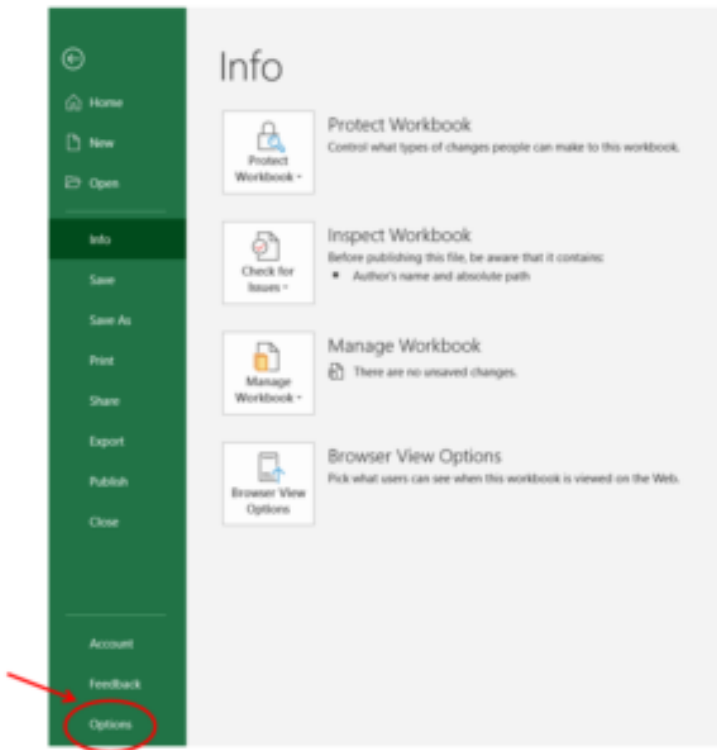 Home
New
Open
Info
Save
Save As
Print
Share
Export
Publish
Close
Account
Feedback
Options
Info
Protect
Workbook
Protect Workbook
Control what types of changes people can make to this workbook.
Check for
Issues
Inspect Workbook
Before publishing this file, be aware that it contains:
Author's name and absolute path
Manage
Workbook
Manage Workbook
There are no unsaved changes.
Browser View
Options
Browser View Options
Pick what users can see when this workbook is viewed on the Web.